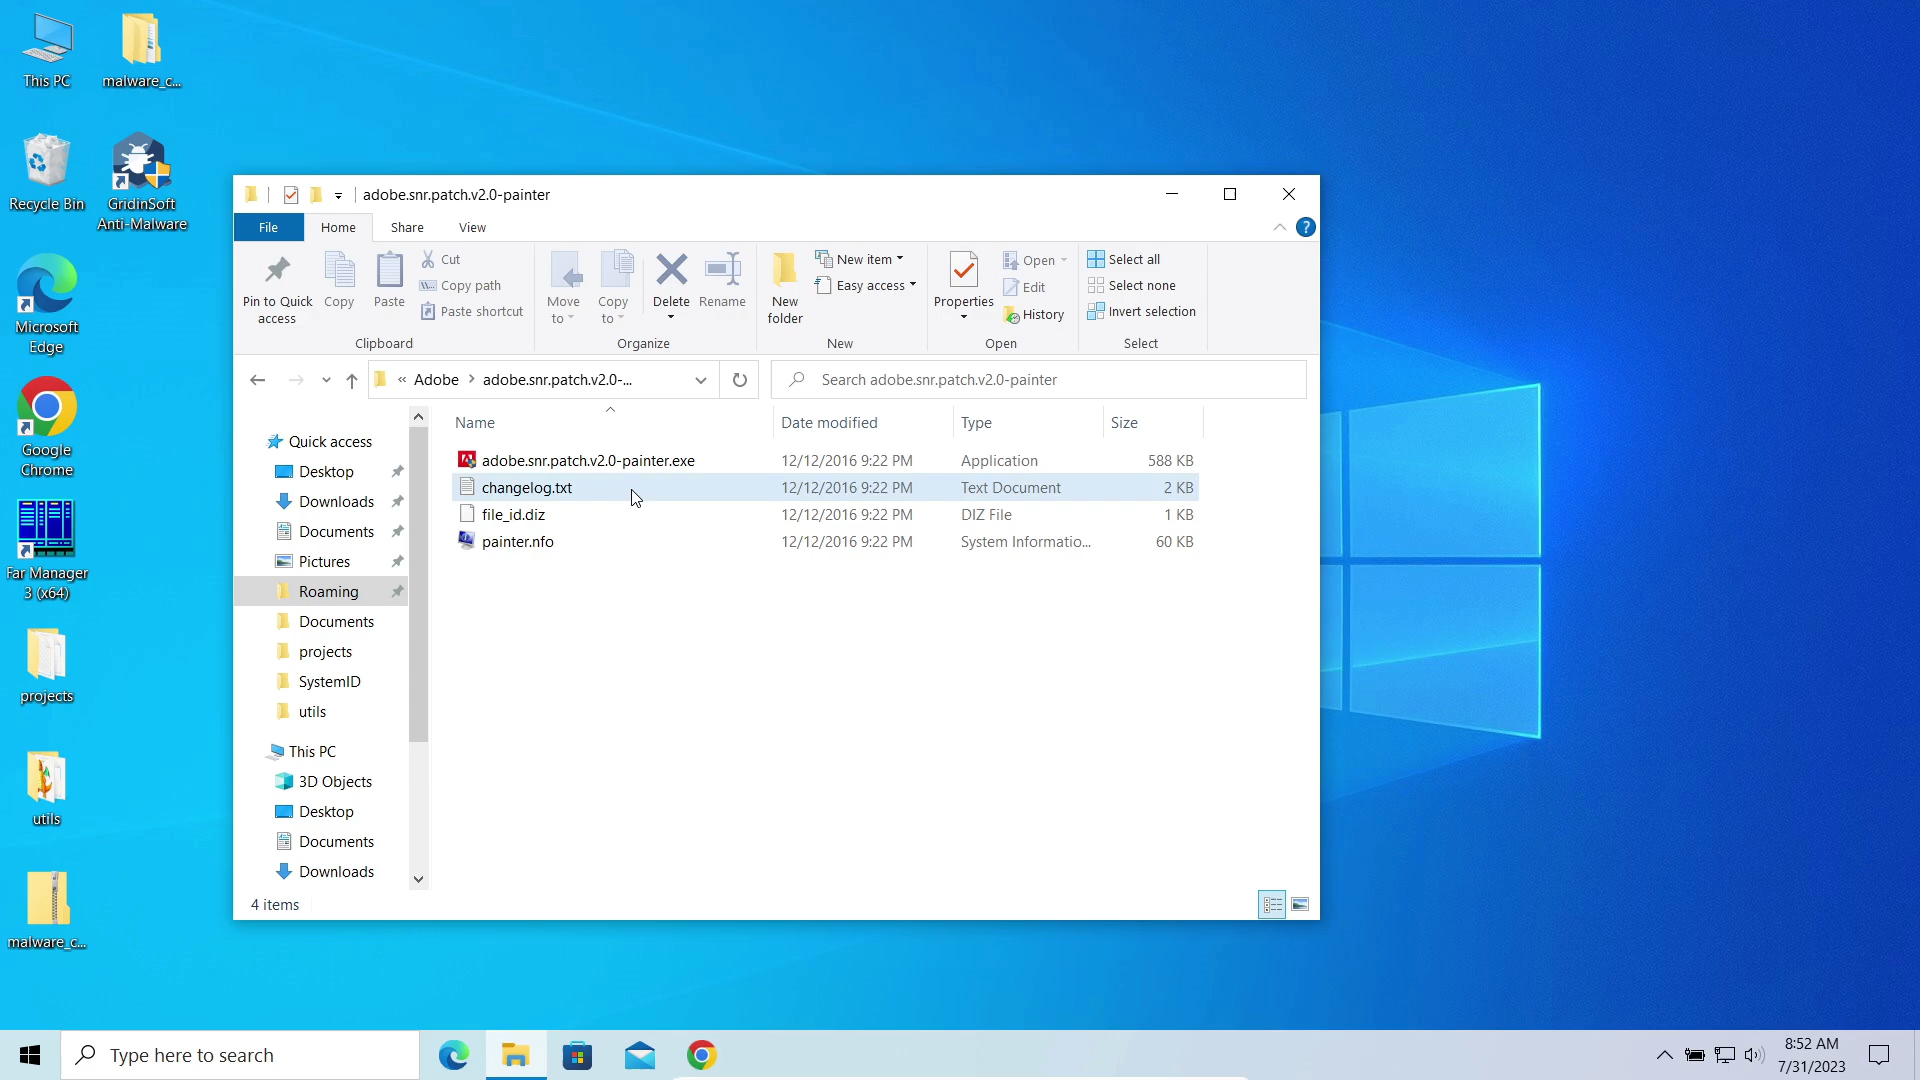 This PC
malware_c...
Recycle Bin
GridinSoft
Anti-Malware
Microsoft
Edge
Google
Chrome
Far Manager
3 (x64)
projects
utils
malware_c...
adobe.snr.patch.v2.0-painter
File
Home
Share
View
Pin to Quick
access
Copy
Paste
Cut
Copy path
Paste shortcut
Clipboard
Move
to
Copy
to
Delete
Rename
Organize
New
folder
New item
Easy access
New
Properties
Open
Edit
History
Open
Select all
Select none
Invert selection
Select
« Adobe > adobe.snr.patch.v2.0-...
Search adobe.snr.patch.v2.0-painter
Quick access
Desktop
Downloads
Documents
Pictures
Roaming
Documents
projects
SystemID
utils
This PC
3D Objects
Desktop
Documents
Downloads
Name Date modified Type Size
adobe.snr.patch.v2.0-painter.exe 12/12/2016 9:22 PM Application 588 KB
changelog.txt 12/12/2016 9:22 PM Text Document 2 KB
file_id.diz 12/12/2016 9:22 PM DIZ File 1 KB
painter.nfo 12/12/2016 9:22 PM System Informatio... 60 KB
4 items
Type here to search
8:52 AM
7/31/2023